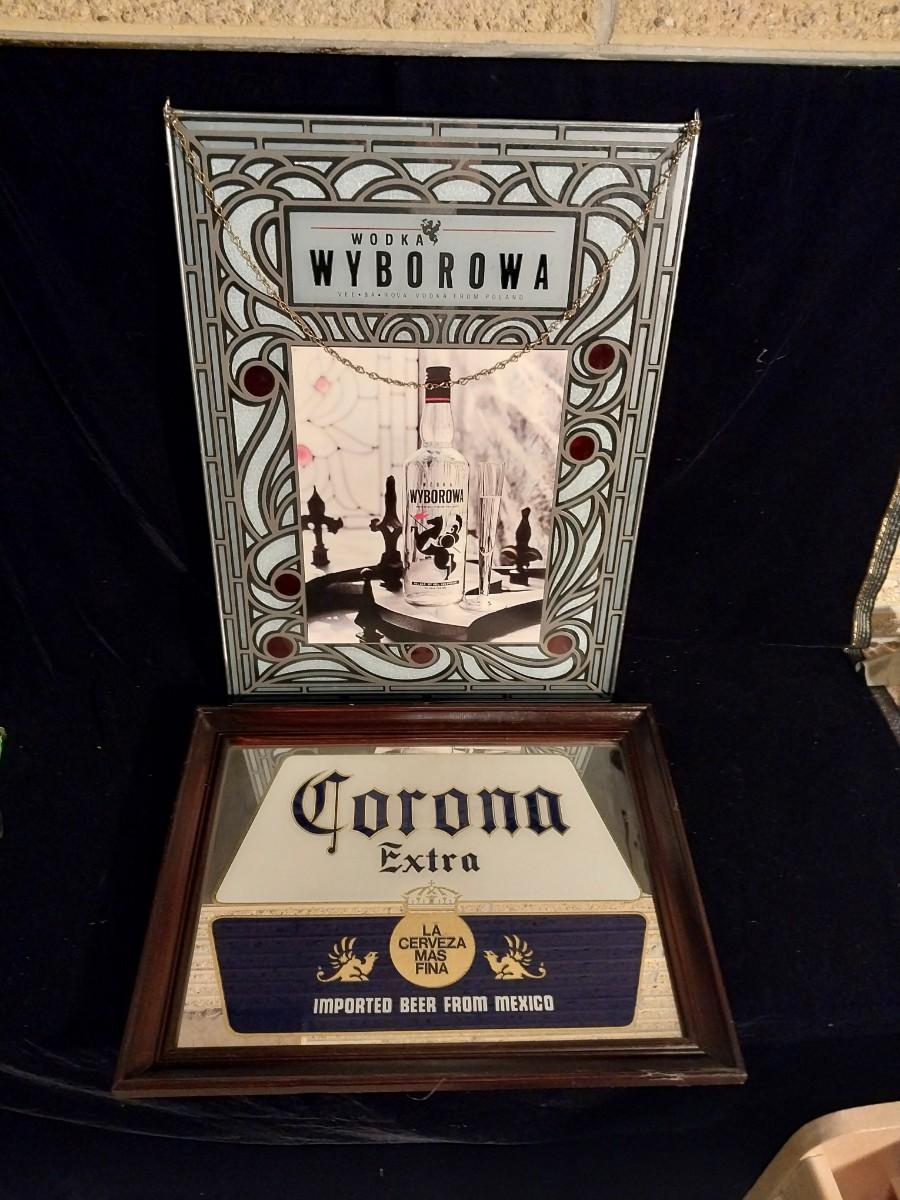 WODKA
WYBOROWA
VEE•BA•ROVA VODKA FROM POLAND
WODKA
WYBOROWA
Corona
Extra
LA
CERVEZA
MAS
FINA
IMPORTED BEER FROM MEXICO